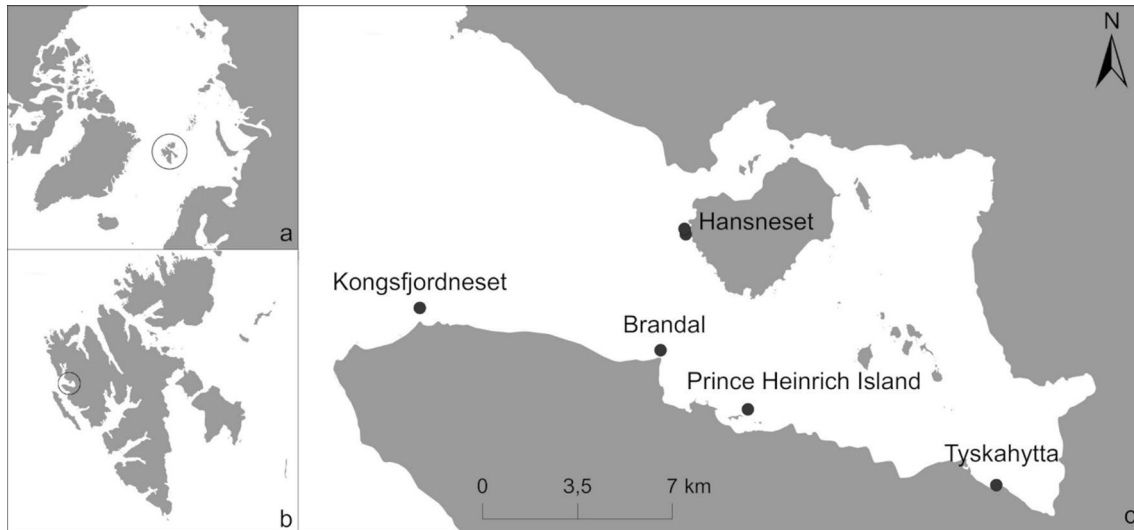 N
a
Hansneset
Kongsfjordneset
Brandal
Prince Heinrich Island
Tyskahytta
0 3,5 7 km
b
c